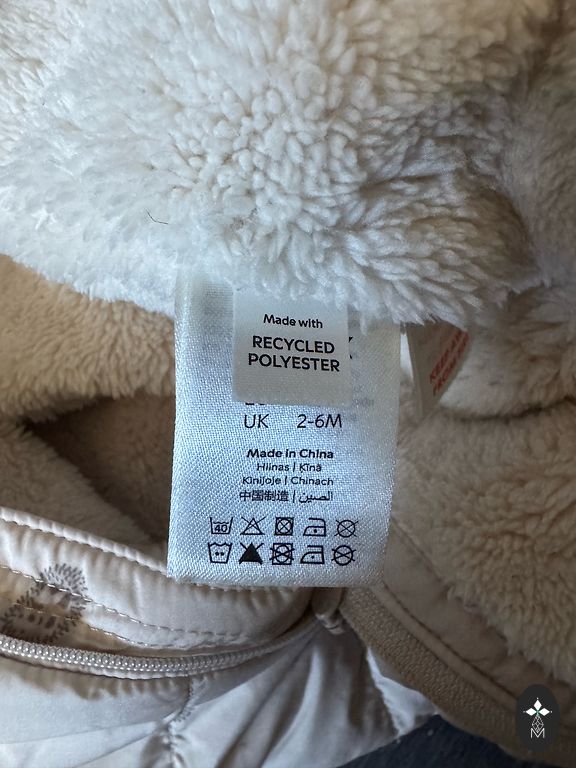 Made with
RECYCLED
POLYESTER
UK 2-6M
Made in China
Hiinas | Ķīnā
Kinijoje | Chinach
中国制造 | الصين
40